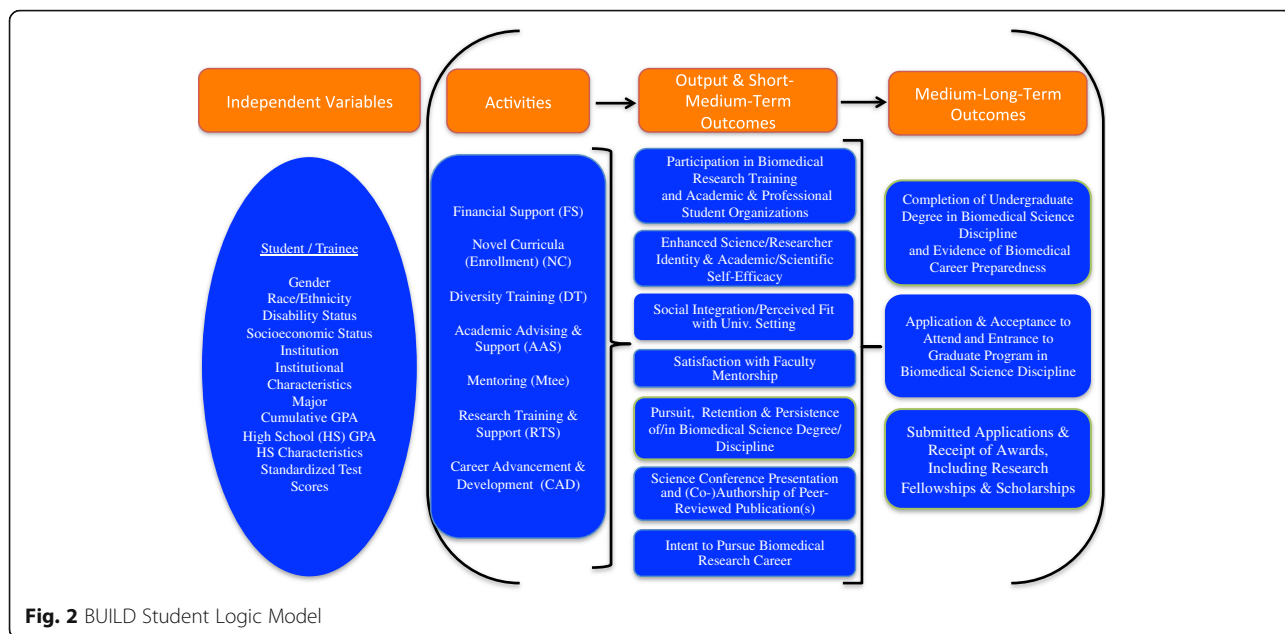 Independent Variables
Activities
Output & Short-
Medium-Term
Outcomes
Medium-Long-Term
Outcomes
Student / Trainee
Gender
Race/Ethnicity
Disability Status
Socioeconomic Status
Institution
Institutional
Characteristics
Major
Cumulative GPA
High School (HS) GPA
HS Characteristics
Standardized Test
Scores
Financial Support (FS)
Novel Curricula
(Enrollment) (NC)
Diversity Training (DT)
Academic Advising &
Support (AAS)
Mentoring (Mtee)
Research Training &
Support (RTS)
Career Advancement &
Development (CAD)
Participation in Biomedical
Research Training
and Academic & Professional
Student Organizations
Enhanced Science/Researcher
Identity & Academic/Scientific
Self-Efficacy
Social Integration/Perceived Fit
with Univ. Setting
Satisfaction with Faculty
Mentorship
Pursuit, Retention & Persistence
of/in Biomedical Science Degree/
Discipline
Science Conference Presentation
and (Co-)Authorship of Peer-
Reviewed Publication(s)
Intent to Pursue Biomedical
Research Career
Completion of Undergraduate
Degree in Biomedical Science
Discipline
and Evidence of Biomedical
Career Preparedness
Application & Acceptance to
Attend and Entrance to
Graduate Program in
Biomedical Science Discipline
Submitted Applications &
Receipt of Awards,
Including Research
Fellowships & Scholarships
Fig. 2 BUILD Student Logic Model